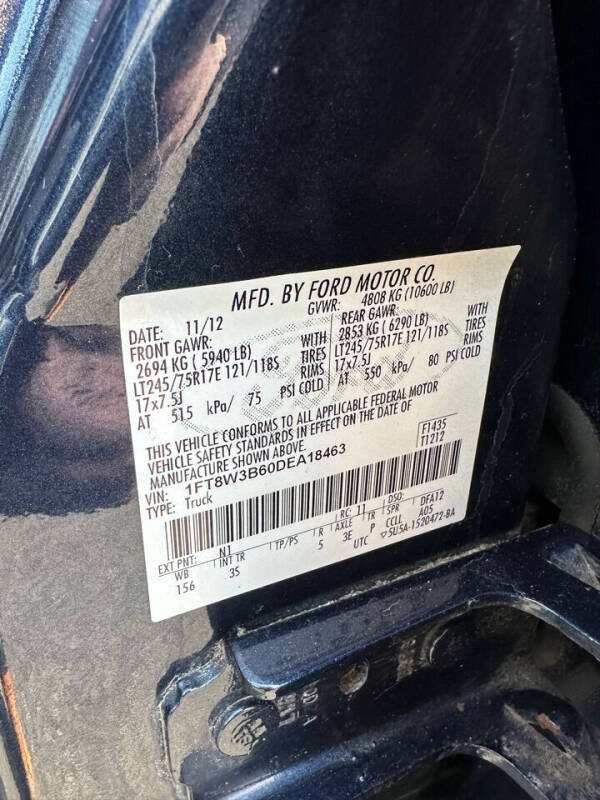 MFD. BY FORD MOTOR CO.
DATE: 11/12
GVWR: 4808 KG (10600 LB)
FRONT GAWR:
2694 KG ( 5940 LB) WITH
LT245/75R17E 121/118S TIRES
17x7.5J RIMS
AT 515 kPa/ 75 PSI COLD
REAR GAWR:
2853 KG ( 6290 LB) WITH
LT245/75R17E 121/118S TIRES
17x7.5J RIMS
AT 550 kPa/ 80 PSI COLD
THIS VEHICLE CONFORMS TO ALL APPLICABLE FEDERAL MOTOR
VEHICLE SAFETY STANDARDS IN EFFECT ON THE DATE OF
MANUFACTURE SHOWN ABOVE.
VIN: 1FT8W3B60DEA18463
TYPE: Truck
F1435
T1212
RC: 11 DSO:
EXT PNT: N1
WB INT TR TP/PS R AXLE TR SPR DFA12
156 3S 5 3E P CCLL A05
UTC ▽5U5A-1520472-BA